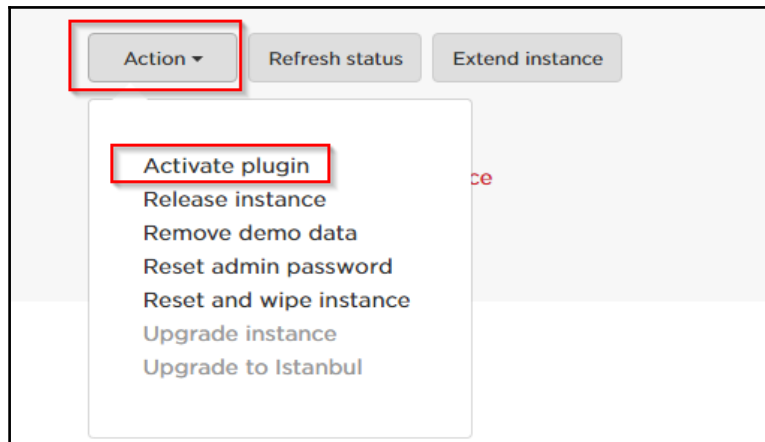 Action Refresh status Extend instance
Activate plugin
ce
Release instance
Remove demo data
Reset admin password
Reset and wipe instance
Upgrade instance
Upgrade to Istanbul